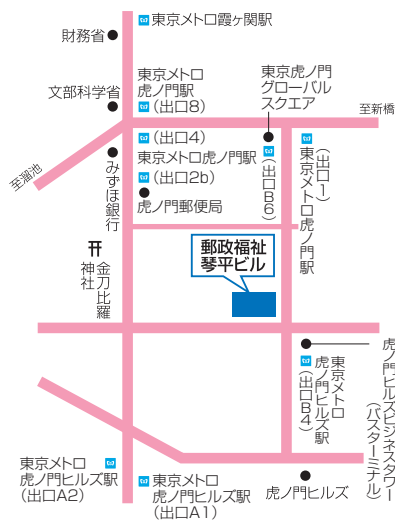 東京メトロ霞ヶ関駅
財務省
文部科学省
東京メトロ
虎ノ門駅
(出口8)
東京虎ノ門
グローバル
スクエア
至新橋
(出口4)
東京メトロ虎ノ門駅
(出口2b)
虎ノ門郵便局
みずほ銀行
至溜池
(出口B6)
(出口1)
東京メトロ虎ノ門駅
金刀比羅
神社
郵政福祉
琴平ビル
東京メトロ
虎ノ門ヒルズ駅
(出口B4)
虎ノ門ヒルズビジネスタワー
(バスターミナル)
東京メトロ
虎ノ門ヒルズ駅
(出口A2)
東京メトロ
虎ノ門ヒルズ駅
(出口A1)
虎ノ門ヒルズ